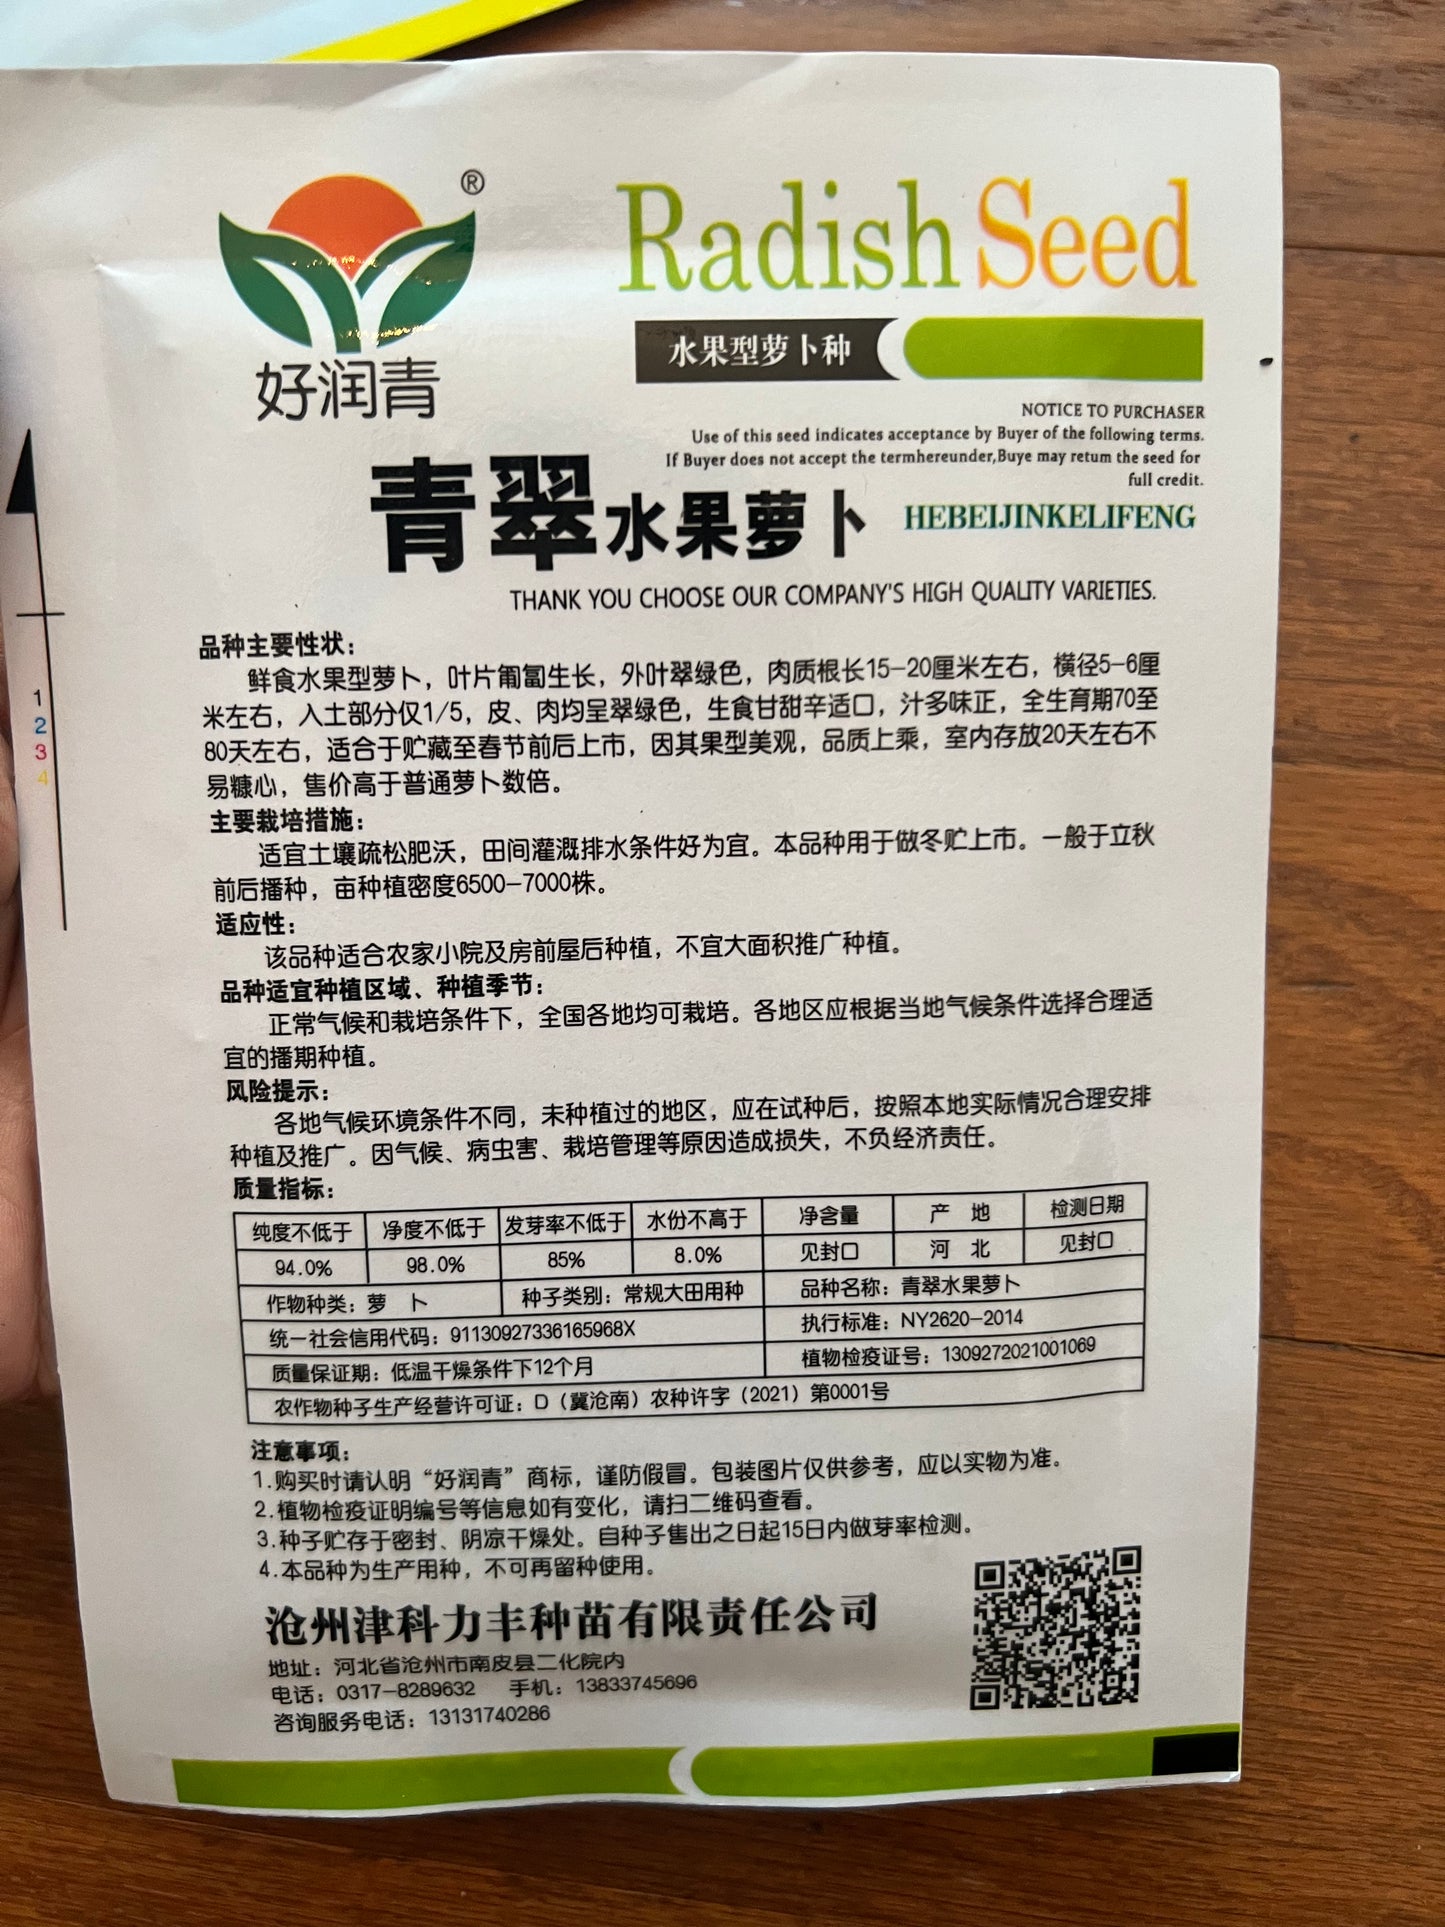 ®
好润青
Radish Seed
水果型萝卜种
NOTICE TO PURCHASER
Use of this seed indicates acceptance by Buyer of the following terms.
If Buyer does not accept the termhereunder,Buye may retum the seed for
full credit.
青翠水果萝卜 HEBEIJINKELIFENG
THANK YOU CHOOSE OUR COMPANY'S HIGH QUALITY VARIETIES.
品种主要性状：
鲜食水果型萝卜，叶片匍匐生长，外叶翠绿色，肉质根长15-20厘米左右，横径5-6厘
米左右，入土部分仅1/5，皮、肉均呈翠绿色，生食甘甜辛适口，汁多味正，全生育期70至
80天左右，适合于贮藏至春节前后上市，因其果型美观，品质上乘，室内存放20天左右不
易糠心，售价高于普通萝卜数倍。
主要栽培措施：
适宜土壤疏松肥沃，田间灌溉排水条件好为宜。本品种用于做冬贮上市。一般于立秋
前后播种，亩种植密度6500-7000株。
适应性：
该品种适合农家小院及房前屋后种植，不宜大面积推广种植。
品种适宜种植区域、种植季节：
正常气候和栽培条件下，全国各地均可栽培。各地区应根据当地气候条件选择合理适
宜的播期种植。
风险提示：
各地气候环境条件不同，未种植过的地区，应在试种后，按照本地实际情况合理安排
种植及推广。因气候、病虫害、栽培管理等原因造成损失，不负经济责任。
质量指标：
纯度不低于 净度不低于 发芽率不低于 水份不高于 净含量 产 地 检测日期
94.0% 98.0% 85% 8.0% 见封口 河 北 见封口
作物种类：萝 卜 种子类别：常规大田用种 品种名称：青翠水果萝卜
统一社会信用代码：91130927336165968X 执行标准：NY2620-2014
质量保证期：低温干燥条件下12个月 植物检疫证号：1309272021001069
农作物种子生产经营许可证：D（冀沧南）农种许字（2021）第0001号
注意事项：
1.购买时请认明“好润青”商标，谨防假冒。包装图片仅供参考，应以实物为准。
2.植物检疫证明编号等信息如有变化，请扫二维码查看。
3.种子贮存于密封、阴凉干燥处。自种子售出之日起15日内做芽率检测。
4.本品种为生产用种，不可再留种使用。
沧州津科力丰种苗有限责任公司
地址：河北省沧州市南皮县二化院内
电话：0317-8289632 手机：13833745696
咨询服务电话：13131740286
1
2
3
4